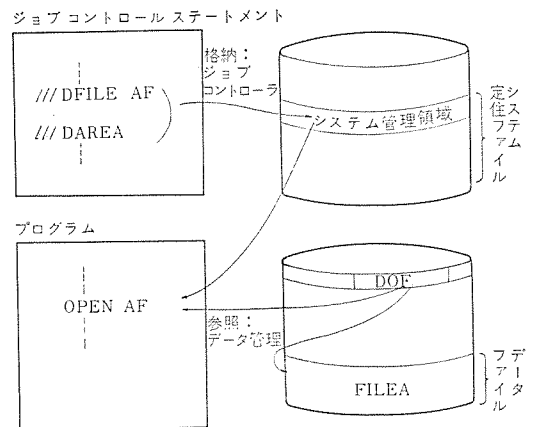 ジョブコントロールステートメント
/// DFILE AF
/// DAREA
格納:
ジョブ
コントローラ
システム管理領域
システム
定住ファイル
プログラム
OPEN AF
参照:
データ管理
DOF
FILEA
データ
ファイル